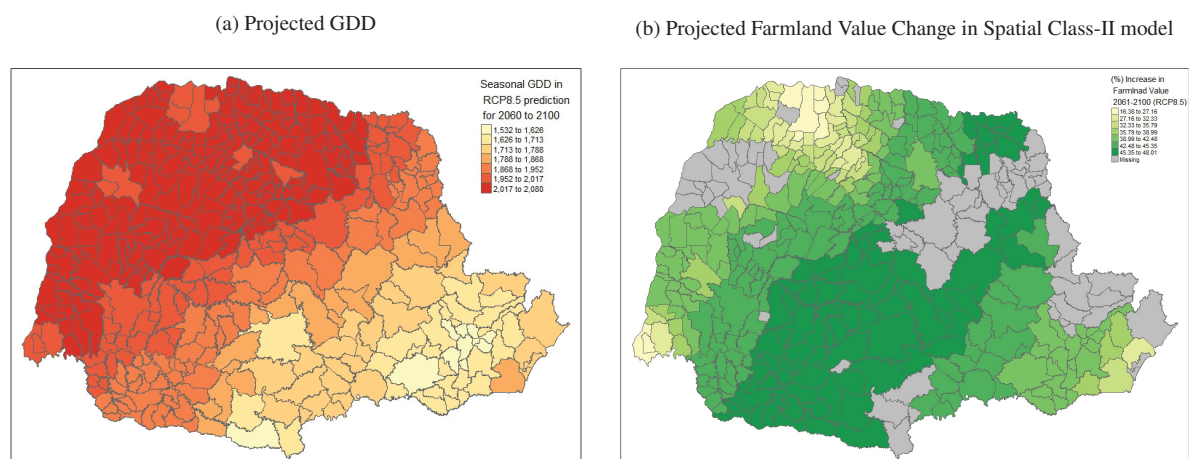 (a) Projected GDD
(b) Projected Farmland Value Change in Spatial Class-II model
Seasonal GDD in
RCP8.5 prediction
for 2060 to 2100
1,532 to 1,626
1,626 to 1,713
1,713 to 1,788
1,788 to 1,868
1,868 to 1,952
1,952 to 2,017
2,017 to 2,080
(%) Increase in
Farmlnad Value
2061-2100 (RCP8.5)
16.38 to 27.16
27.16 to 32.33
32.33 to 35.79
35.79 to 38.99
38.99 to 42.48
42.48 to 45.35
45.35 to 48.01
Missing